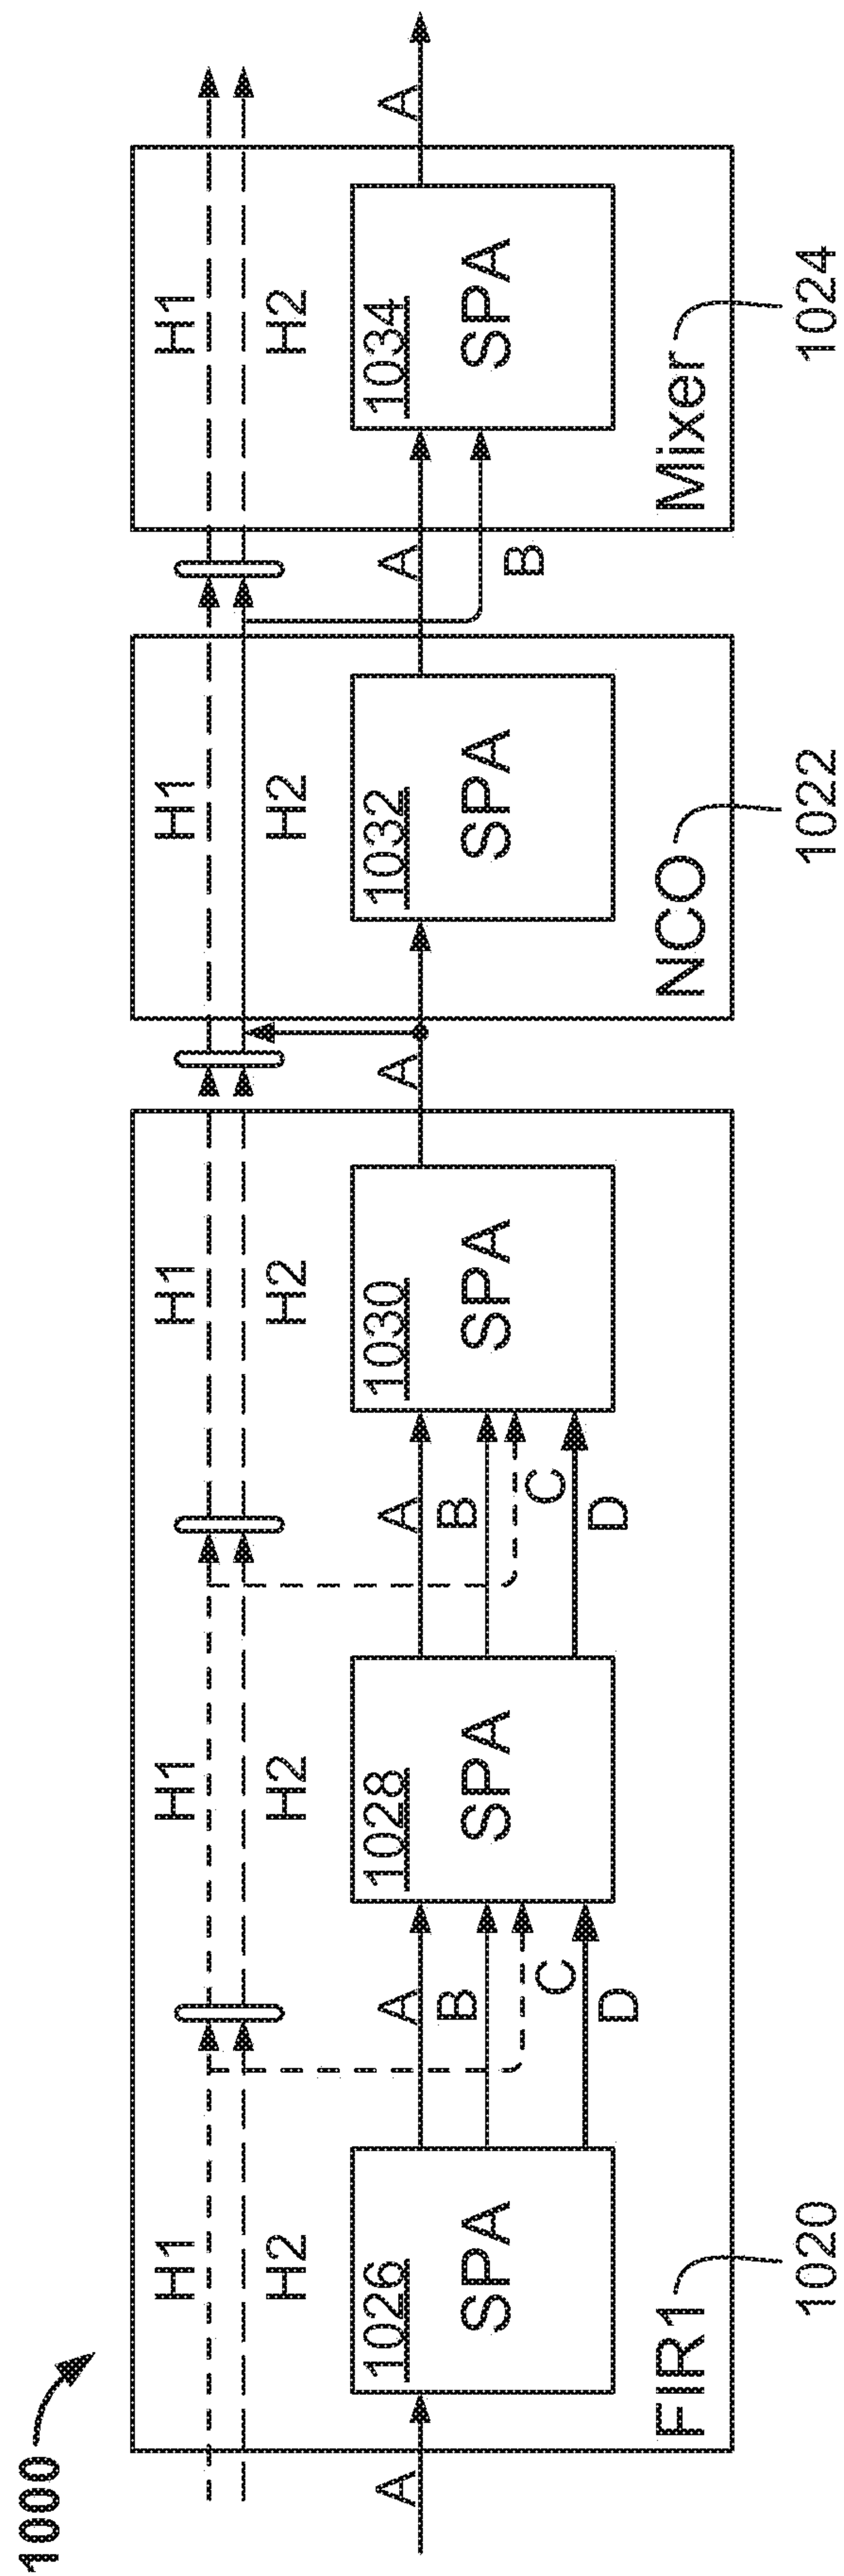 1000
H1 H1 H1 H1 H1
H2 H2 H2 H2 H2
A 1026 A 1028 A 1030 A 1032 A 1034 A
SPA B SPA B SPA SPA B SPA
C C
D D
FIR1 NCO Mixer
1020 1022 1024